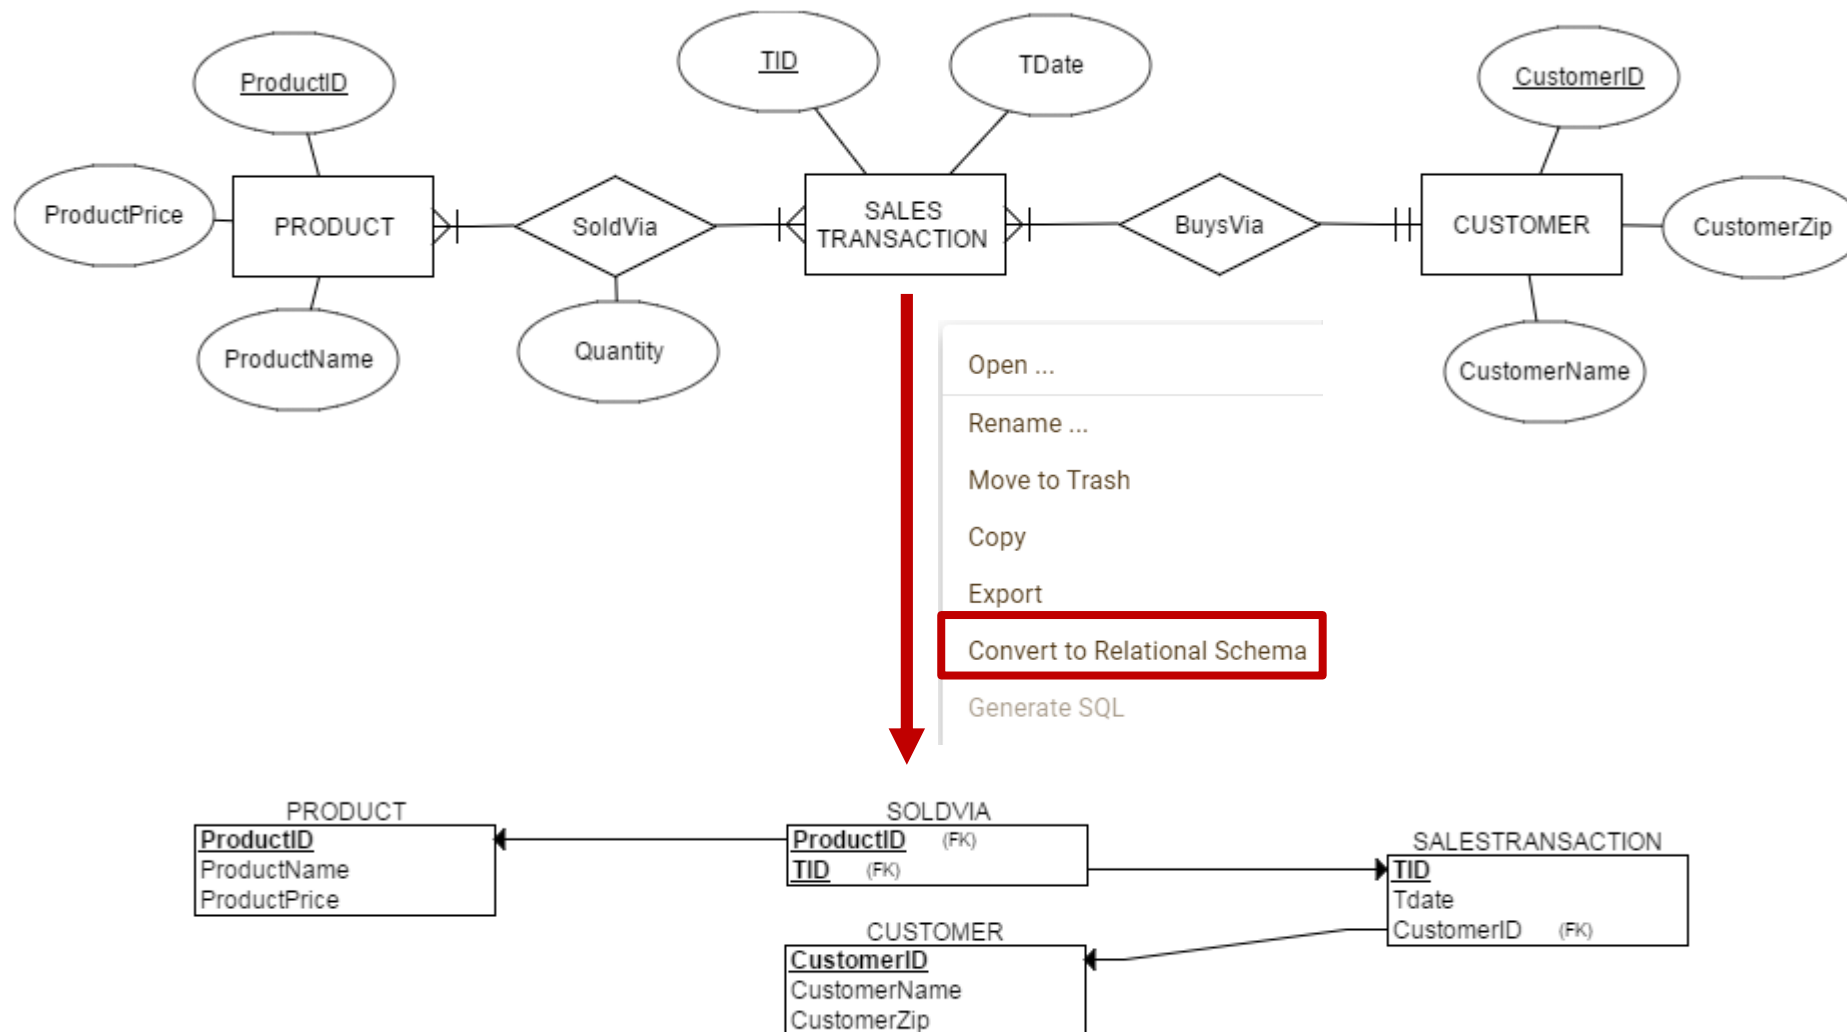 ProductID
TID
TDate
CustomerID
ProductPrice
PRODUCT
SoldVia
SALES
TRANSACTION
BuysVia
CUSTOMER
CustomerZip
ProductName
Quantity
CustomerName
Open ...
Rename ...
Move to Trash
Copy
Export
Convert to Relational Schema
Generate SQL
PRODUCT
ProductID
ProductName
ProductPrice
SOLDVIA
ProductID (FK)
TID (FK)
SALESTRANSACTION
TID
Tdate
CustomerID (FK)
CUSTOMER
CustomerID
CustomerName
CustomerZip